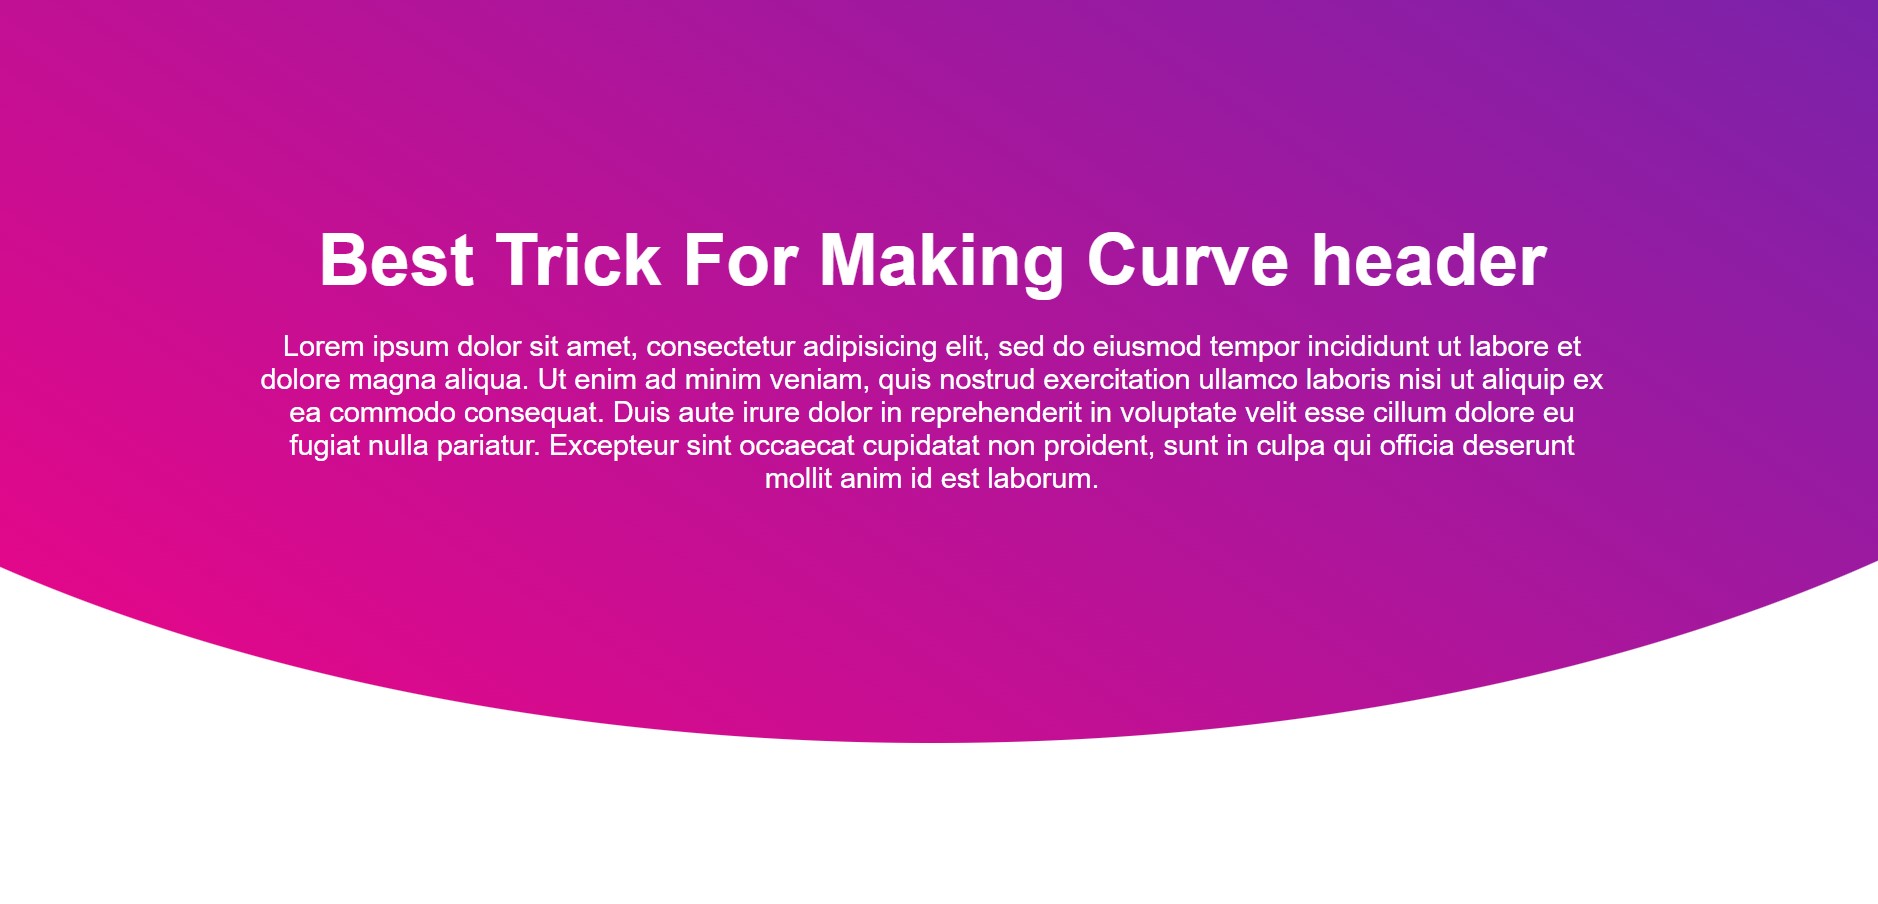 Best Trick For Making Curve header
Lorem ipsum dolor sit amet, consectetur adipisicing elit, sed do eiusmod tempor incididunt ut labore et
dolore magna aliqua. Ut enim ad minim veniam, quis nostrud exercitation ullamco laboris nisi ut aliquip ex
ea commodo consequat. Duis aute irure dolor in reprehenderit in voluptate velit esse cillum dolore eu
fugiat nulla pariatur. Excepteur sint occaecat cupidatat non proident, sunt in culpa qui officia deserunt
mollit anim id est laborum.